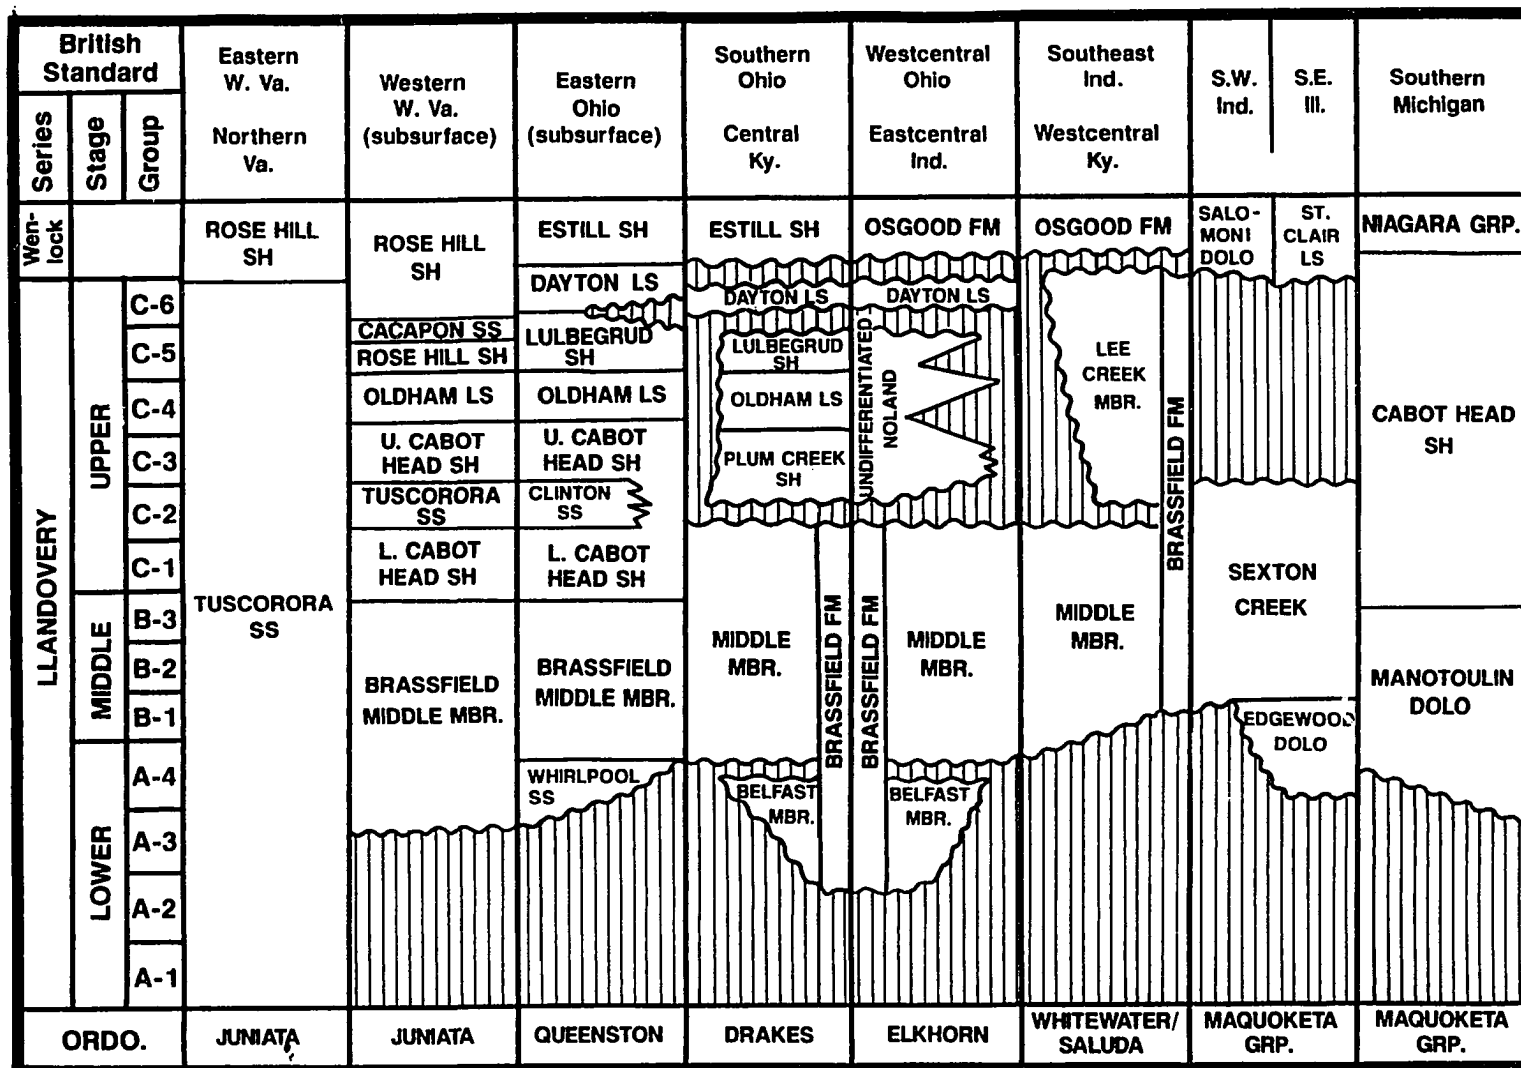 British
Standard
Series
Stage
Group
Eastern
W. Va.
Northern
Va.
Western
W. Va.
(subsurface)
Eastern
Ohio
(subsurface)
Southern
Ohio
Central
Ky.
Westcentral
Ohio
Eastcentral
Ind.
Southeast
Ind.
Westcentral
Ky.
S.W.
Ind.
S.E.
Ill.
Southern
Michigan
Wen-
lock
LLANDOVERY
UPPER
MIDDLE
LOWER
C-6
C-5
C-4
C-3
C-2
C-1
B-3
B-2
B-1
A-4
A-3
A-2
A-1
ORDO.
ROSE HILL
SH
TUSCORORA
SS
JUNIATA
ROSE HILL
SH
CACAPON SS
ROSE HILL SH
OLDHAM LS
U. CABOT
HEAD SH
TUSCORORA
SS
L. CABOT
HEAD SH
BRASSFIELD
MIDDLE MBR.
JUNIATA
ESTILL SH
DAYTON LS
LULBEGRUD
SH
OLDHAM LS
U. CABOT
HEAD SH
CLINTON
SS
L. CABOT
HEAD SH
BRASSFIELD
MIDDLE MBR.
WHIRLPOOL
SS
QUEENSTON
ESTILL SH
DAYTON LS
LULBEGRUD
SH
OLDHAM LS
PLUM CREEK
SH
MIDDLE
MBR.
BRASSFIELD FM
BELFAST
MBR.
DRAKES
OSGOOD FM
DAYTON LS
UNDIFFERENTIATED
NOLAND
BRASSFIELD FM
MIDDLE
MBR.
BELFAST
MBR.
ELKHORN
OSGOOD FM
LEE
CREEK
MBR.
BRASSFIELD FM
MIDDLE
MBR.
WHITEWATER/
SALUDA
SALO-
MONI
DOLO
ST.
CLAIR
LS
SEXTON
CREEK
EDGEWOOD
DOLO
MAQUOKETA
GRP.
NIAGARA GRP.
CABOT HEAD
SH
MANOTOULIN
DOLO
MAQUOKETA
GRP.